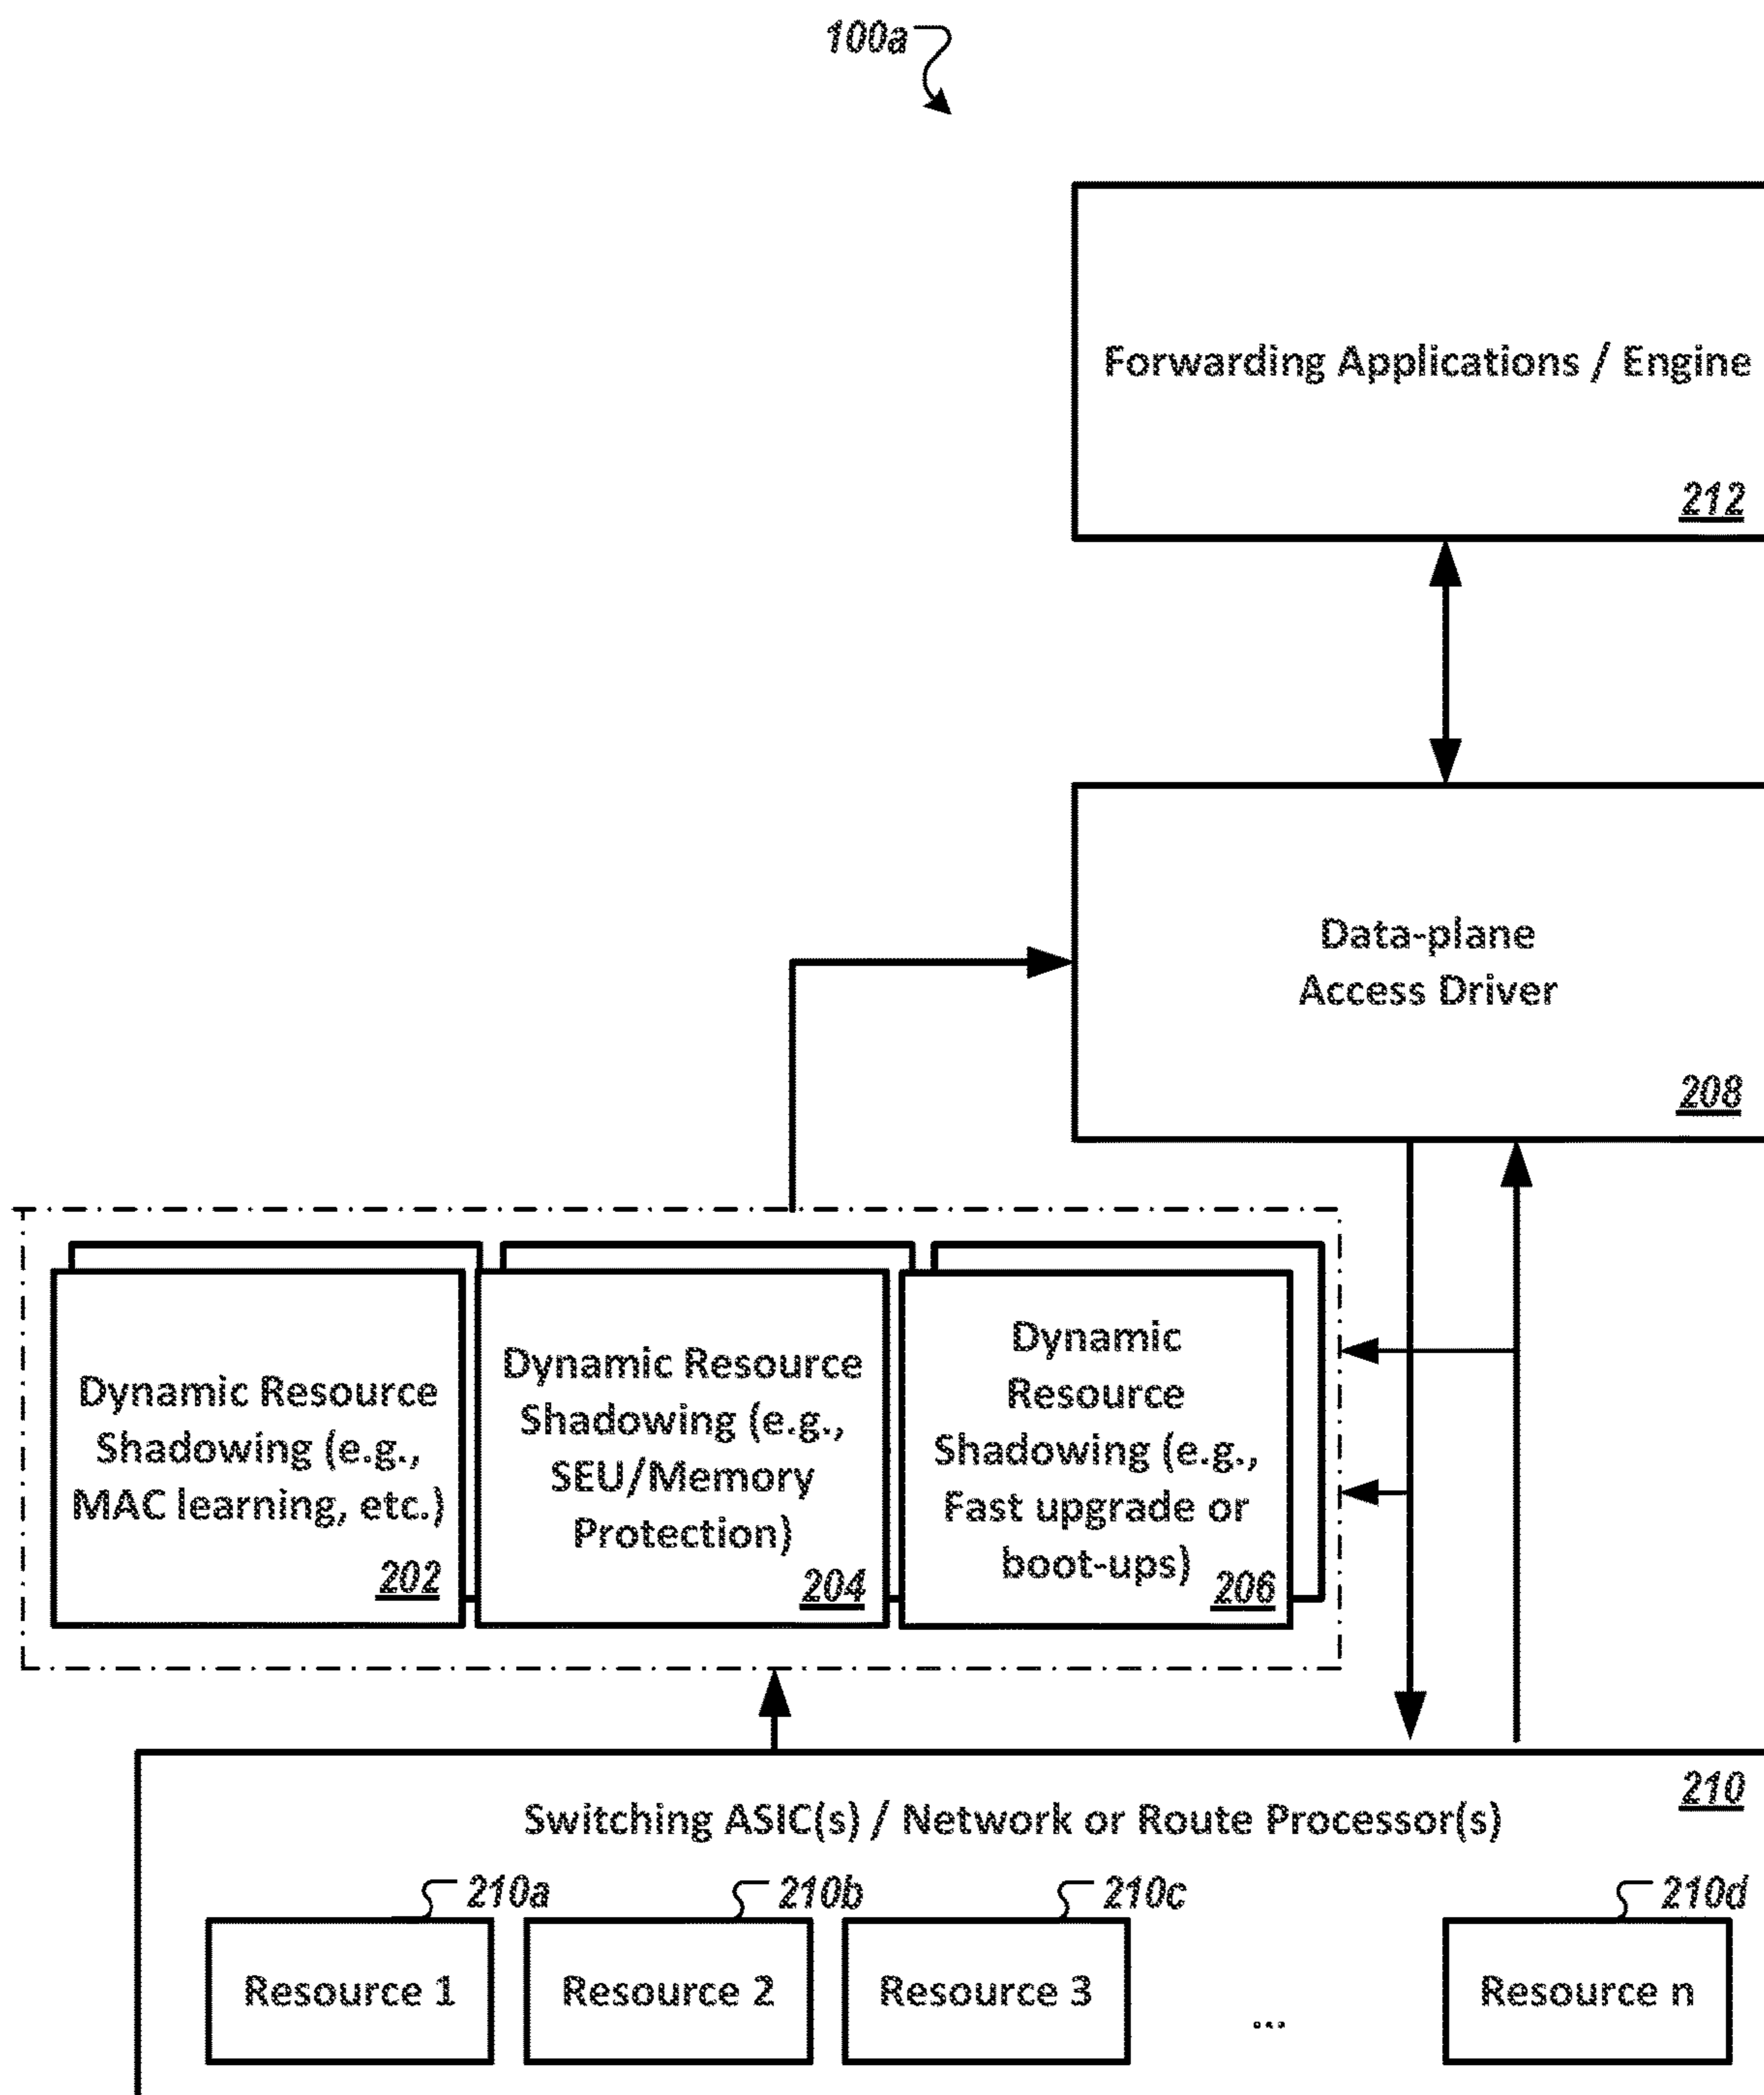 100a
Forwarding Applications / Engine
212
Data-plane
Access Driver
208
Dynamic Resource
Shadowing (e.g.,
MAC learning, etc.)
202
Dynamic Resource
Shadowing (e.g.,
SEU/Memory
Protection)
204
Dynamic
Resource
Shadowing (e.g.,
Fast upgrade or
boot-ups)
206
210
Switching ASIC(s) / Network or Route Processor(s)
210a
210b
210c
210d
Resource 1
Resource 2
Resource 3
...
Resource n